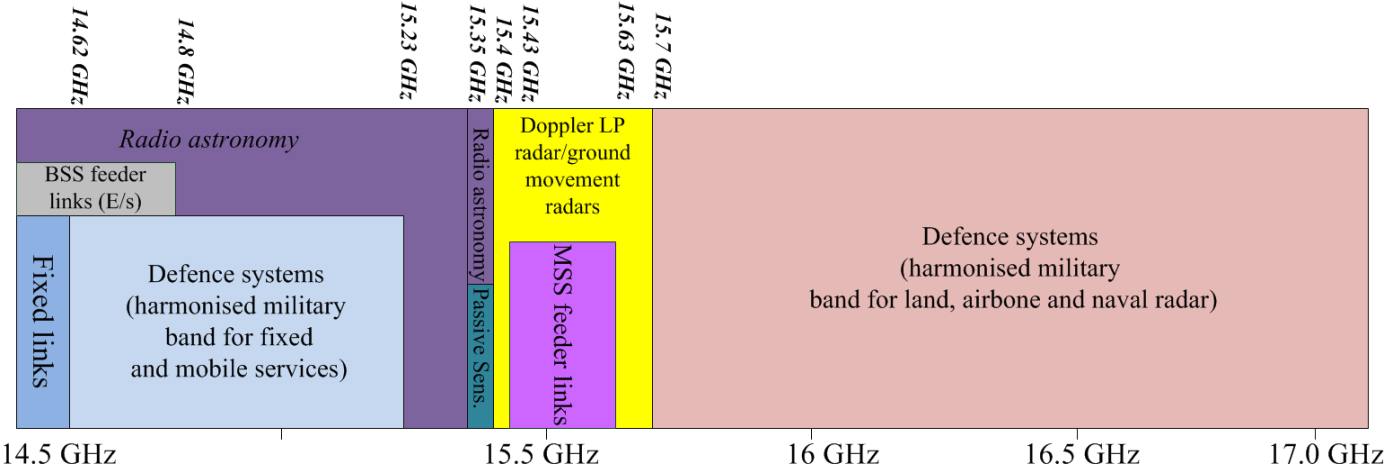 14.62 GHz
14.8 GHz
15.23 GHz
15.35 GHz
15.4 GHz
15.43 GHz
15.63 GHz
15.7 GHz
Radio astronomy
BSS feeder
links (E/s)
Fixed links
Defence systems
(harmonised military
band for fixed
and mobile services)
Radio astronomy
Passive Sens.
Doppler LP
radar/ground
movement
radars
MSS feeder links
Defence systems
(harmonised military
band for land, airbone and naval radar)
14.5 GHz
15.5 GHz
16 GHz
16.5 GHz
17.0 GHz